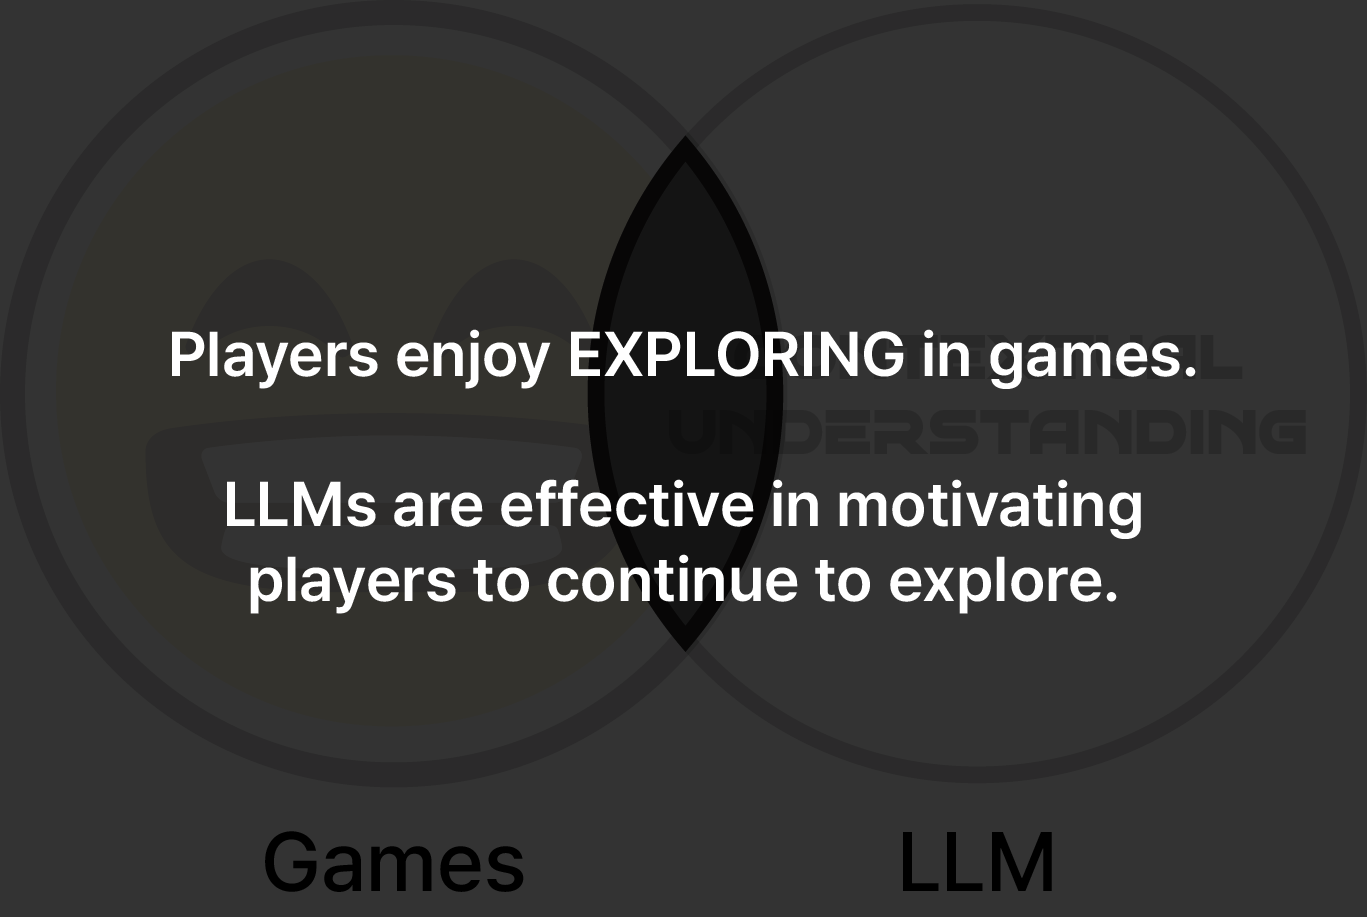 Players enjoy EXPLORING in games.
UNDERSTANDING
LLMs are effective in motivating
players to continue to explore.
Games
LLM